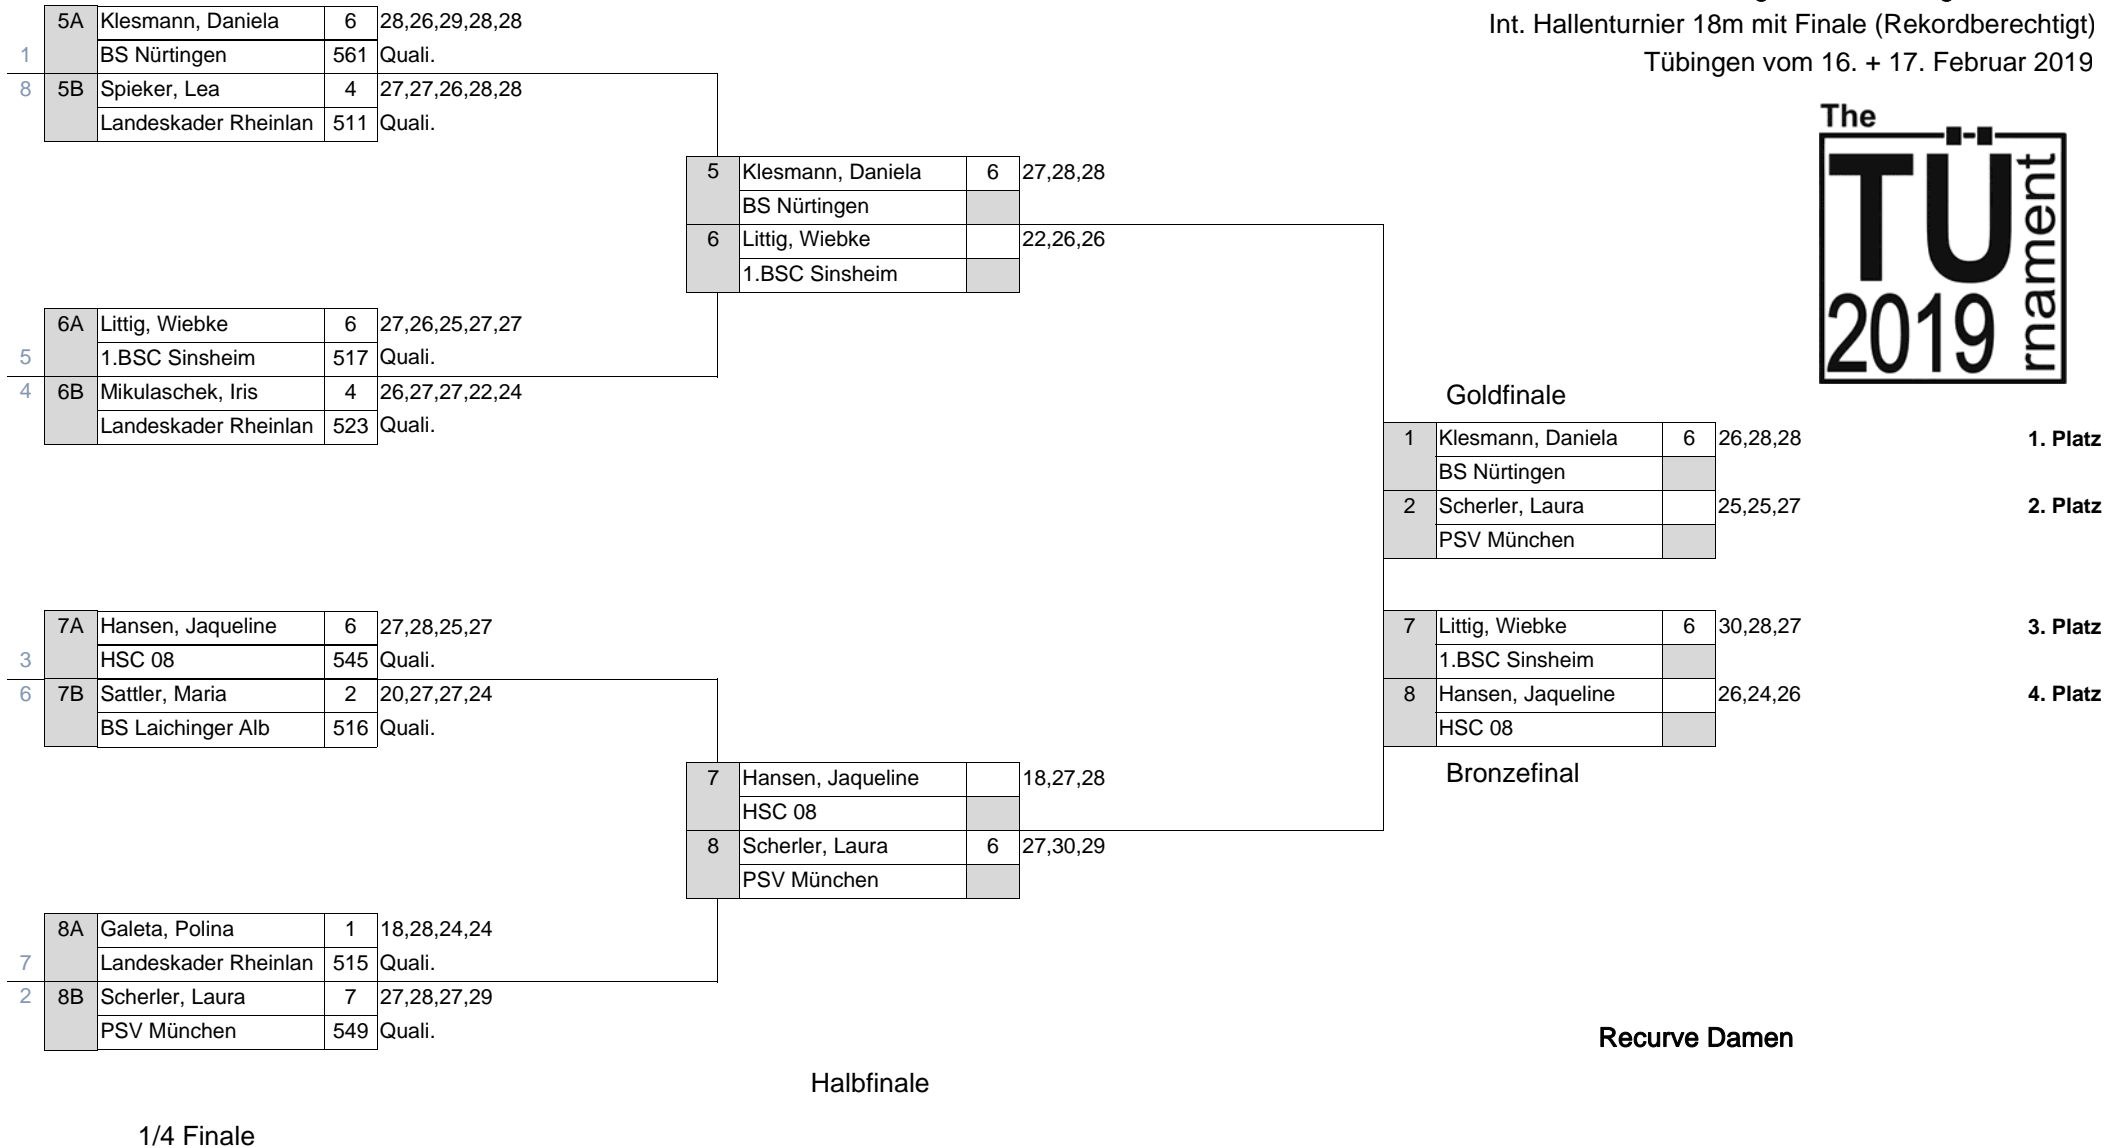 Int. Hallenturnier 18m mit Finale (Rekordberechtigt)
Tübingen vom 16. + 17. Februar 2019
The
TÜ
rnament
2019
5A Klesmann, Daniela 6 28,26,29,28,28
1 BS Nürtingen 561 Quali.
8 5B Spieker, Lea 4 27,27,26,28,28
Landeskader Rheinlan 511 Quali.
5 Klesmann, Daniela 6 27,28,28
BS Nürtingen
6 Littig, Wiebke 22,26,26
1.BSC Sinsheim
6A Littig, Wiebke 6 27,26,25,27,27
5 1.BSC Sinsheim 517 Quali.
4 6B Mikulaschek, Iris 4 26,27,27,22,24
Landeskader Rheinlan 523 Quali.
Goldfinale
1 Klesmann, Daniela 6 26,28,28 1. Platz
BS Nürtingen
2 Scherler, Laura 25,25,27 2. Platz
PSV München
7A Hansen, Jaqueline 6 27,28,25,27
3 HSC 08 545 Quali.
6 7B Sattler, Maria 2 20,27,27,24
BS Laichinger Alb 516 Quali.
7 Littig, Wiebke 6 30,28,27 3. Platz
1.BSC Sinsheim
8 Hansen, Jaqueline 26,24,26 4. Platz
HSC 08
Bronzefinal
7 Hansen, Jaqueline 18,27,28
HSC 08
8 Scherler, Laura 6 27,30,29
PSV München
8A Galeta, Polina 1 18,28,24,24
7 Landeskader Rheinlan 515 Quali.
2 8B Scherler, Laura 7 27,28,27,29
PSV München 549 Quali.
Recurve Damen
Halbfinale
1/4 Finale